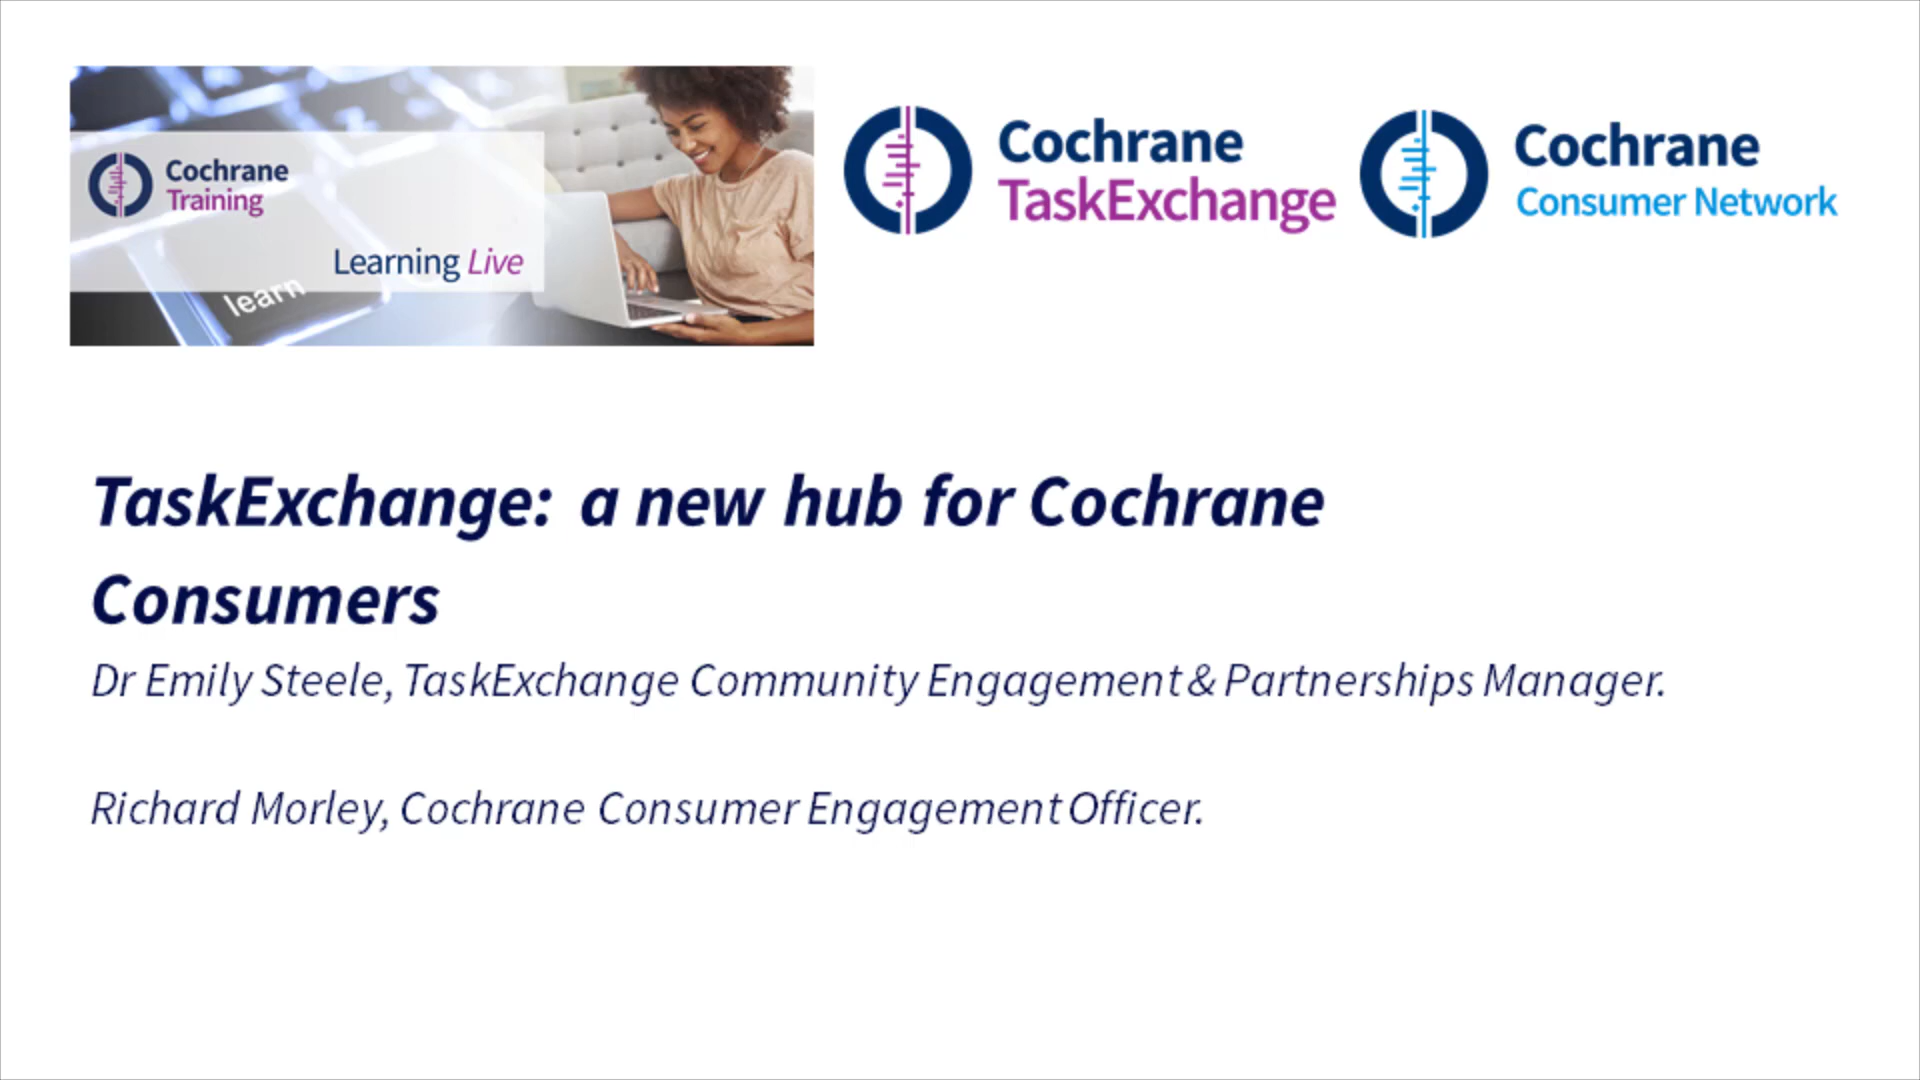 Cochrane
Training
Learning Live
learn
Cochrane
TaskExchange
Cochrane
Consumer Network
TaskExchange: a new hub for Cochrane
Consumers
Dr Emily Steele, TaskExchange Community Engagement & Partnerships Manager.
Richard Morley, Cochrane Consumer Engagement Officer.